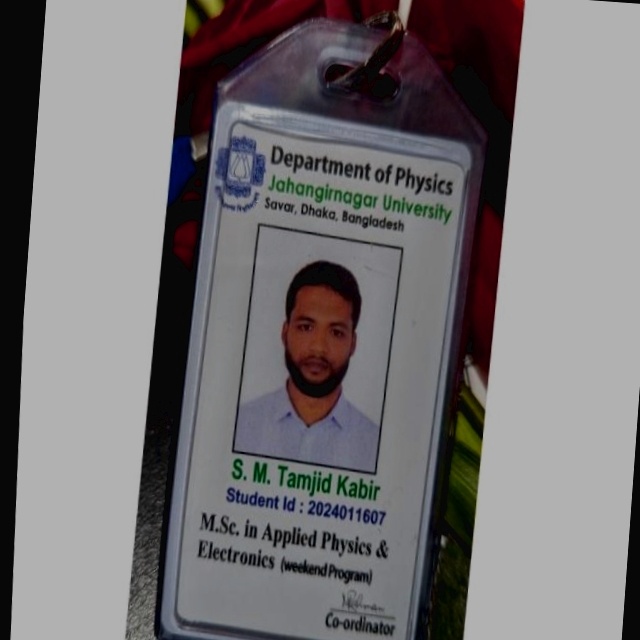 Department of Physics
Jahangirnagar University
Savar, Dhaka, Bangladesh
S. M. Tamjid Kabir
Student Id : 2024011607
M.Sc. in Applied Physics &
Electronics (weekend Program)
Co-ordinator